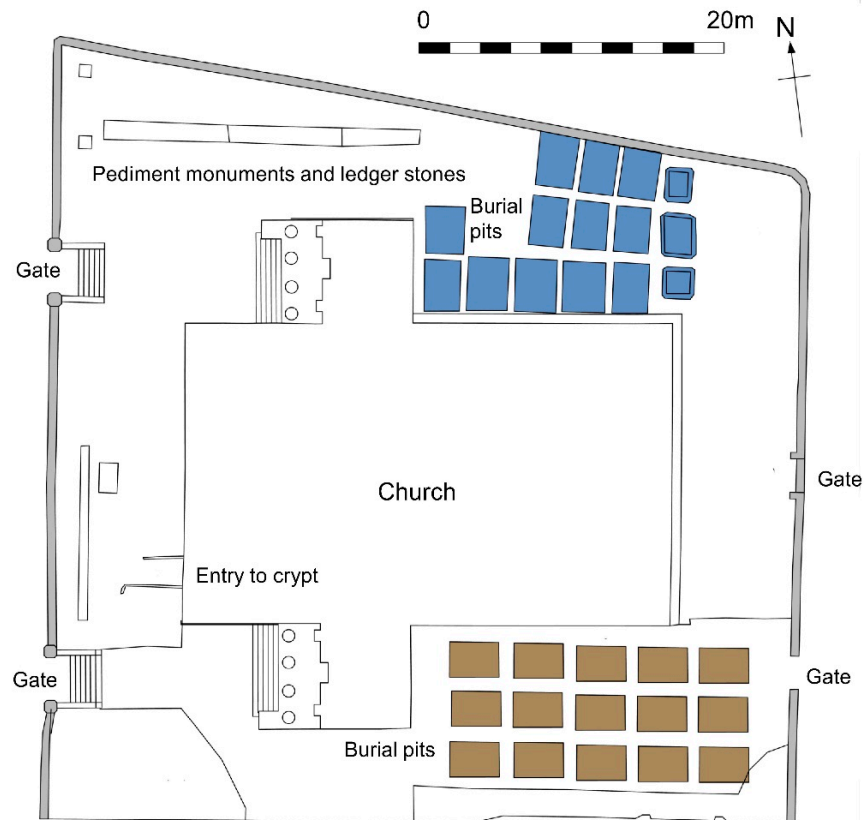 0
20m
N
Pediment monuments and ledger stones
Burial
pits
Gate
Church
Gate
Entry to crypt
Gate
Gate
Burial pits